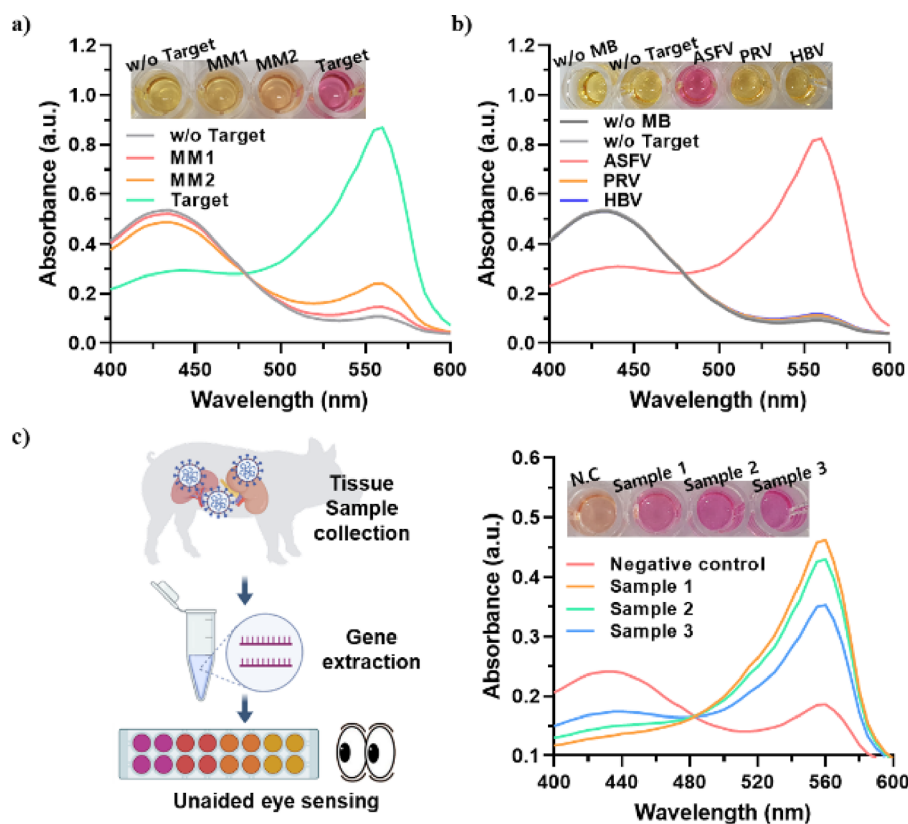 a)
1.2
1.0
0.8
0.6
0.4
0.2
0.0
Absorbance (a.u.)
w/o Target MM1 MM2 Target
w/o Target
MM1
MM2
Target
400 450 500 550 600
Wavelength (nm)
b)
1.2
1.0
0.8
0.6
0.4
0.2
0.0
Absorbance (a.u.)
w/o MB w/o Target ASFV PRV HBV
w/o MB
w/o Target
ASFV
PRV
HBV
400 450 500 550 600
Wavelength (nm)
c)
Tissue
Sample
collection
Gene
extraction
Unaided eye sensing
0.6
0.5
0.4
0.3
0.2
0.1
Absorbance (a.u.)
N.C Sample 1 Sample 2 Sample 3
Negative control
Sample 1
Sample 2
Sample 3
400 440 480 520 560 600
Wavelength (nm)